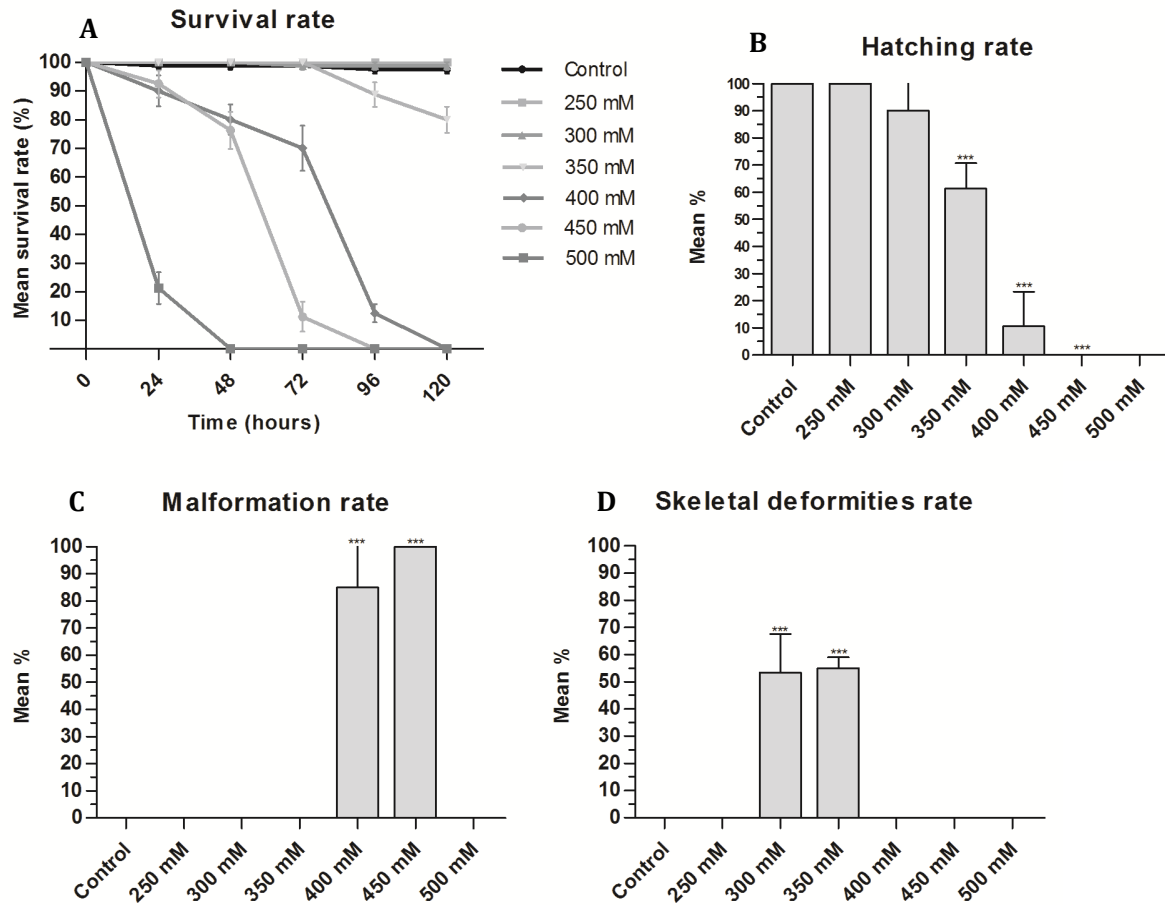 A
Survival rate
Mean survival rate (%)
100
90
80
70
60
50
40
30
20
10
0
24
48
72
96
120
Time (hours)
Control
250 mM
300 mM
350 mM
400 mM
450 mM
500 mM
B
Hatching rate
Mean %
100
90
80
70
60
50
40
30
20
10
0
***
***
***
Control
250 mM
300 mM
350 mM
400 mM
450 mM
500 mM
C
Malformation rate
Mean %
100
90
80
70
60
50
40
30
20
10
0
***
***
Control
250 mM
300 mM
350 mM
400 mM
450 mM
500 mM
D
Skeletal deformities rate
Mean %
100
90
80
70
60
50
40
30
20
10
0
***
***
Control
250 mM
300 mM
350 mM
400 mM
450 mM
500 mM